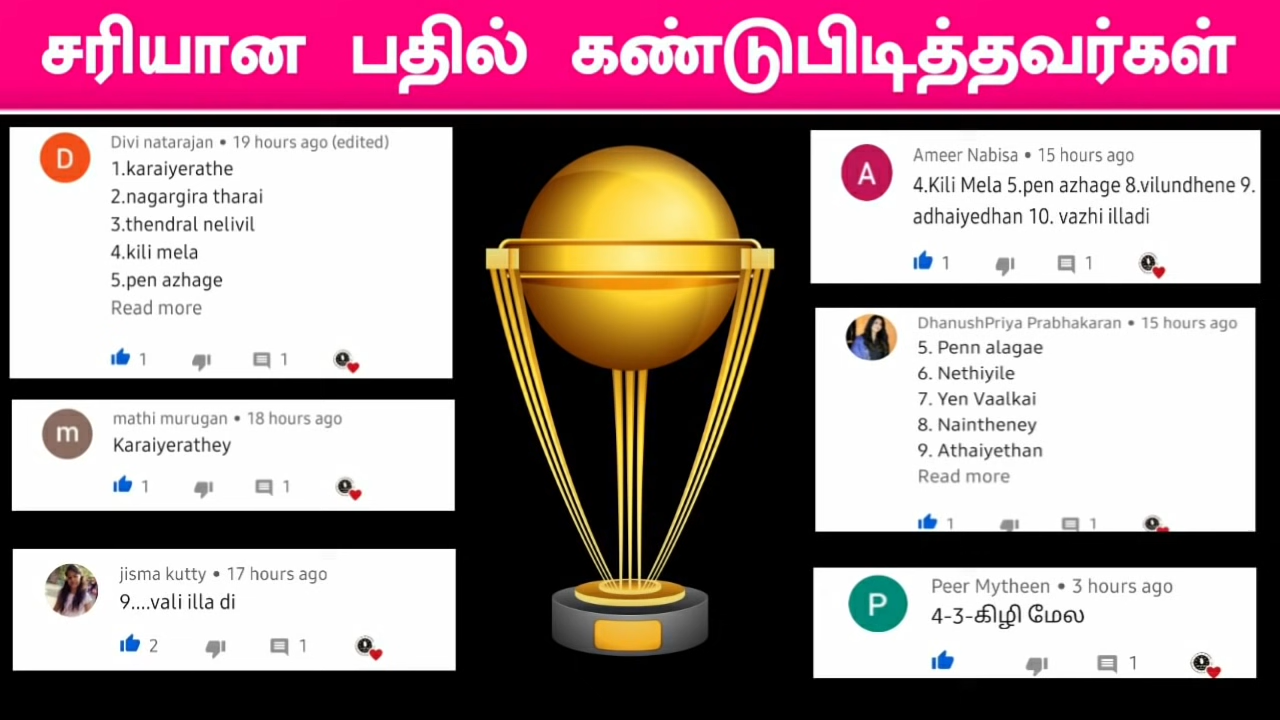 சரியான பதில் கண்டுபிடித்தவர்கள்
D
Divi natarajan • 19 hours ago (edited)
1.karaiyerathe
2.nagargira tharai
3.thendral nelivil
4.kili mela
5.pen azhage
Read more
1 1
m
mathi murugan • 18 hours ago
Karaiyerathey
1 1
jisma kutty • 17 hours ago
9....vali illa di
2 1
A
Ameer Nabisa • 15 hours ago
4.Kili Mela 5.pen azhage 8.vilundhene 9.
adhaiyedhan 10. vazhi illadi
1 1
DhanushPriya Prabhakaran • 15 hours ago
5. Penn alagae
6. Nethiyile
7. Yen Vaalkai
8. Naintheney
9. Athaiyethan
Read more
1 1
P
Peer Mytheen • 3 hours ago
4-3-கிழி மேல
1